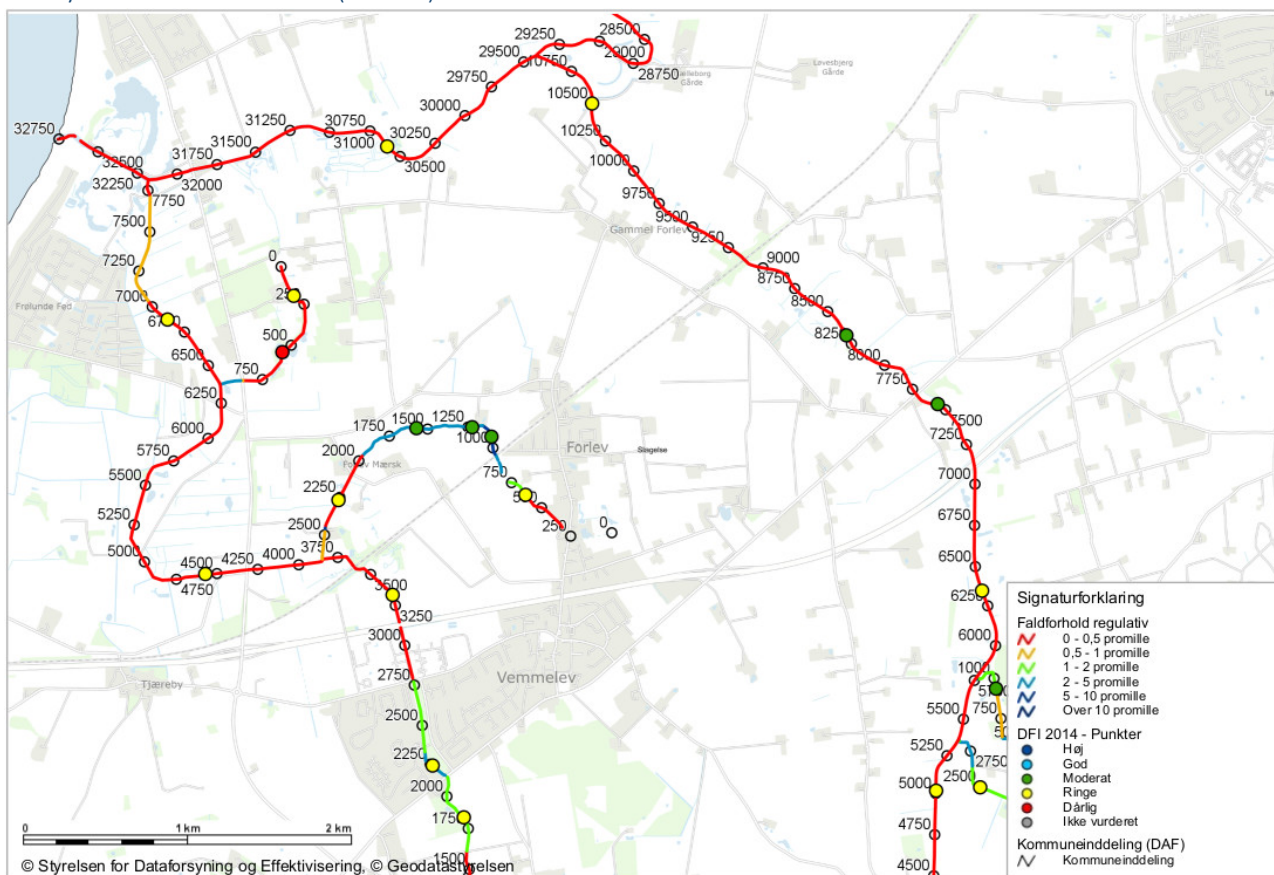 28500
29250
29500
10750
29000
28750
Løvesbjerg
Gårde
Gårde
29750
10500
32750
31250
30750
30000
31000
30250
10250
31500
31750
30500
10000
32500
32000
32250
7750
9750
9500
7500
Gammel Forlev
9250
0
9000
8750
7250
250
8500
7000
Frølunde Fed
500
8250
8000
6500
750
7750
6250
1750
1500
1250
7500
6000
1000
7250
5750
2000
Forlev
Slagelse
Forlev Mærsk
5500
750
7000
2250
5250
250
0
6750
2500
5000
4500
4250
4000
3750
6500
4750
3500
6250
3250
3000
6000
1000
Tjæreby
2750
Vemmelev
750
5500
2500
5250
2250
2750
2500
2000
5000
1750
4750
1500
4500
Signaturforklaring
Faldforhold regulativ
0 - 0,5 promille
0,5 - 1 promille
1 - 2 promille
2 - 5 promille
5 - 10 promille
Over 10 promille
DFI 2014 - Punkter
Høj
God
Moderat
Ringe
Dårlig
Ikke vurderet
Kommuneinddeling (DAF)
Kommuneinddeling
0 1 km 2 km
© Styrelsen for Dataforsyning og Effektivisering, © Geodatastyrelsen